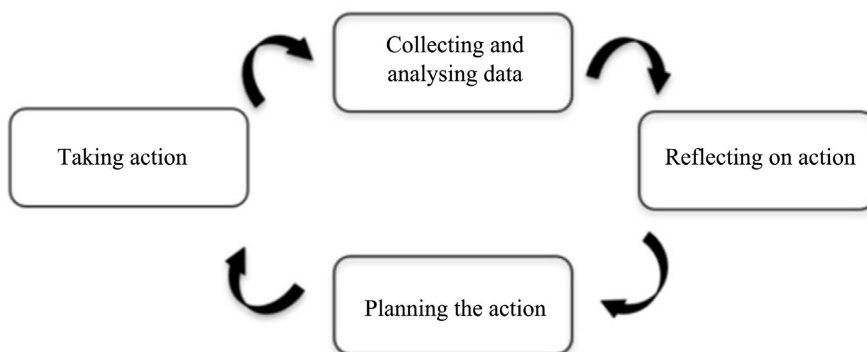 Collecting and
analysing data
Taking action
Reflecting on action
Planning the action